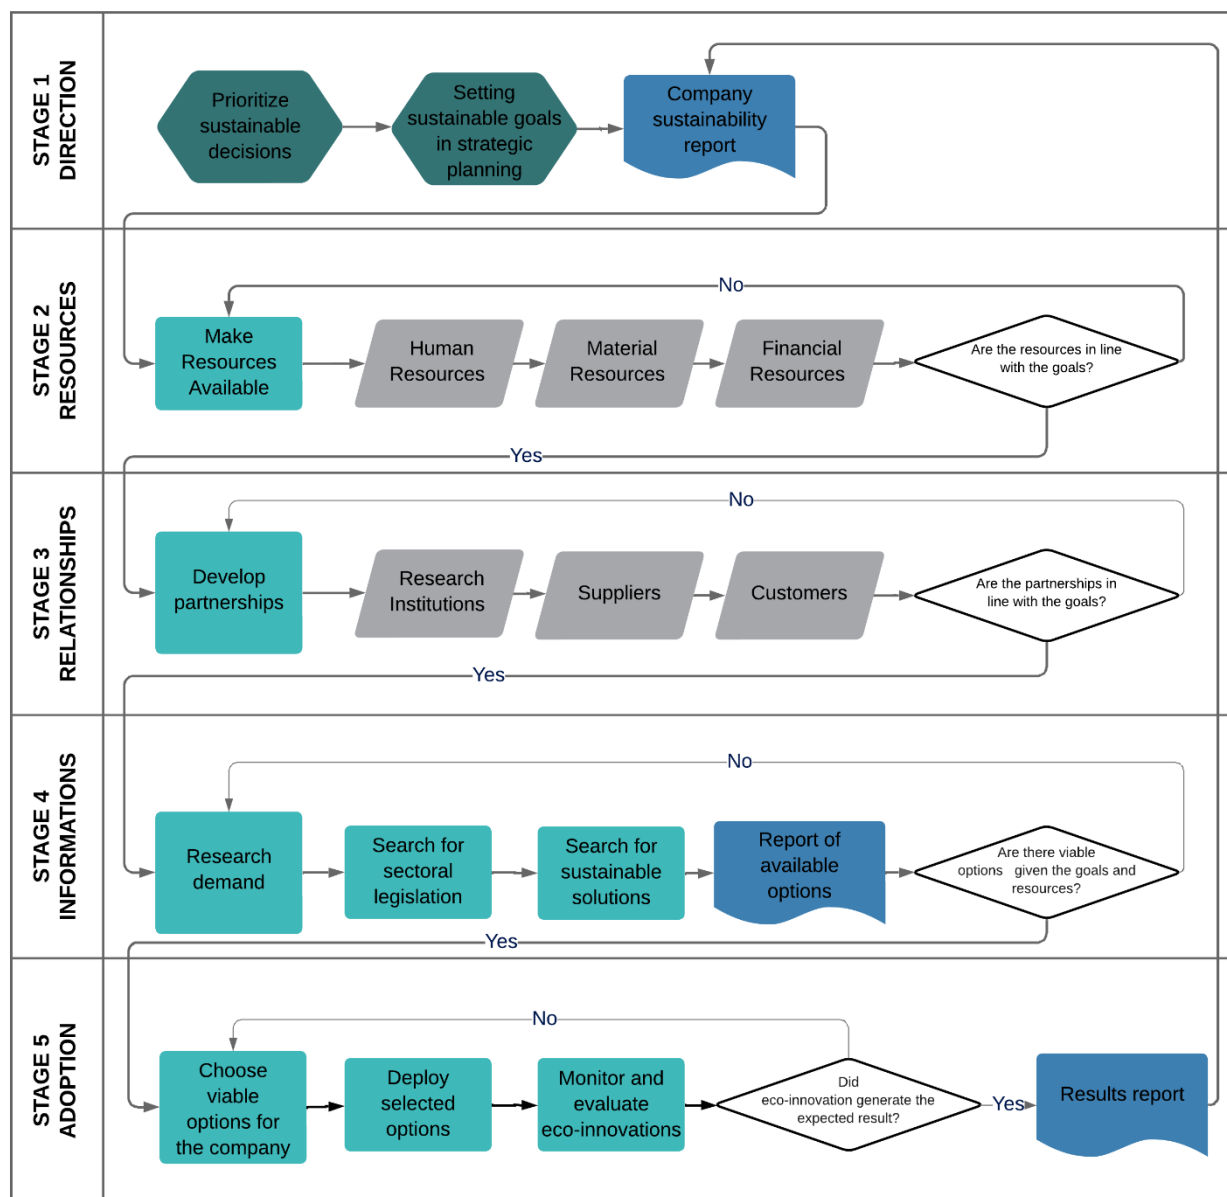 STAGE 1
DIRECTION
Prioritize
sustainable
decisions
Setting
sustainable goals
in strategic
planning
Company
sustainability
report
STAGE 2
RESOURCES
No
Make
Resources
Available
Human
Resources
Material
Resources
Financial
Resources
Are the resources in line
with the goals?
Yes
STAGE 3
RELATIONSHIPS
No
Develop
partnerships
Research
Institutions
Suppliers
Customers
Are the partnerships in
line with the goals?
Yes
STAGE 4
INFORMATIONS
No
Research
demand
Search for
sectoral
legislation
Search for
sustainable
solutions
Report of
available
options
Are there viable
options given the goals and
resources?
Yes
STAGE 5
ADOPTION
No
Choose
viable
options for
the company
Deploy
selected
options
Monitor and
evaluate
eco-innovations
Did
eco-innovation generate the
expected result?
Yes
Results report